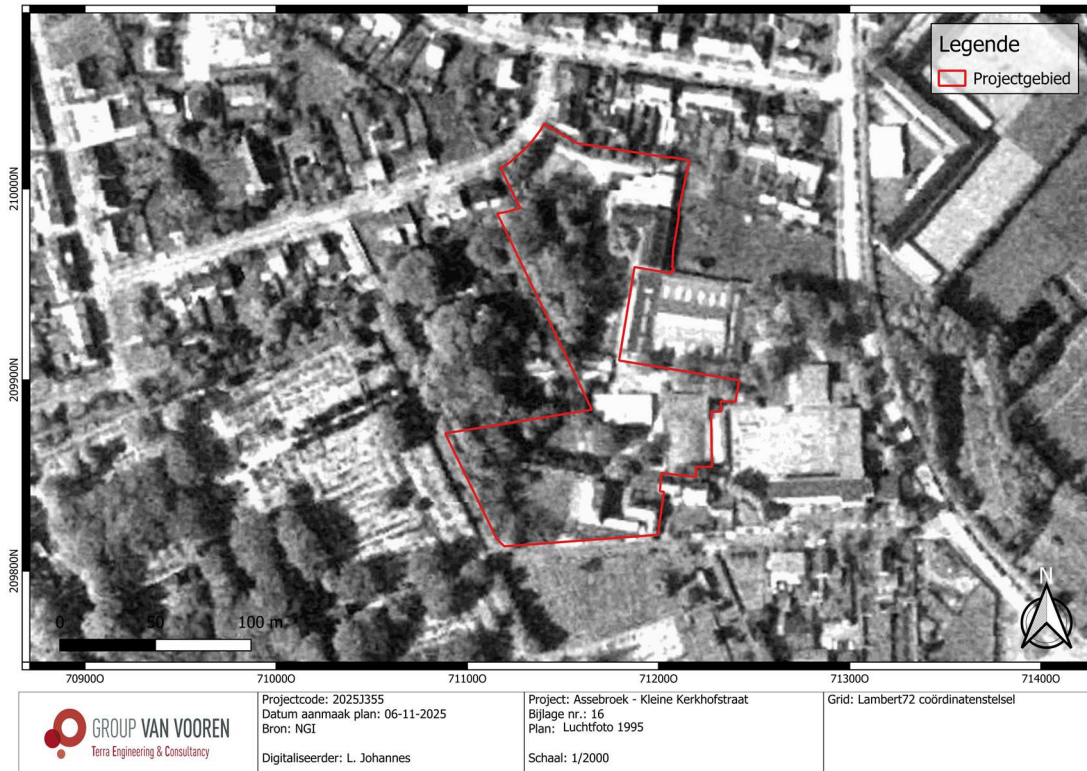 Legende
Projectgebied
210000N
209900N
209800N
N
0 50 100 m
709000 710000 711000 712000 713000 714000
GROUP VAN VOOREN
Terra Engineering & Consultancy
Projectcode: 2025J355
Datum aanmaak plan: 06-11-2025
Bron: NGI
Digitaliseerder: L. Johannes
Project: Assebroek - Kleine Kerkhofstraat
Bijlage nr.: 16
Plan: Luchtfoto 1995
Schaal: 1/2000
Grid: Lambert72 coördinatenstelsel